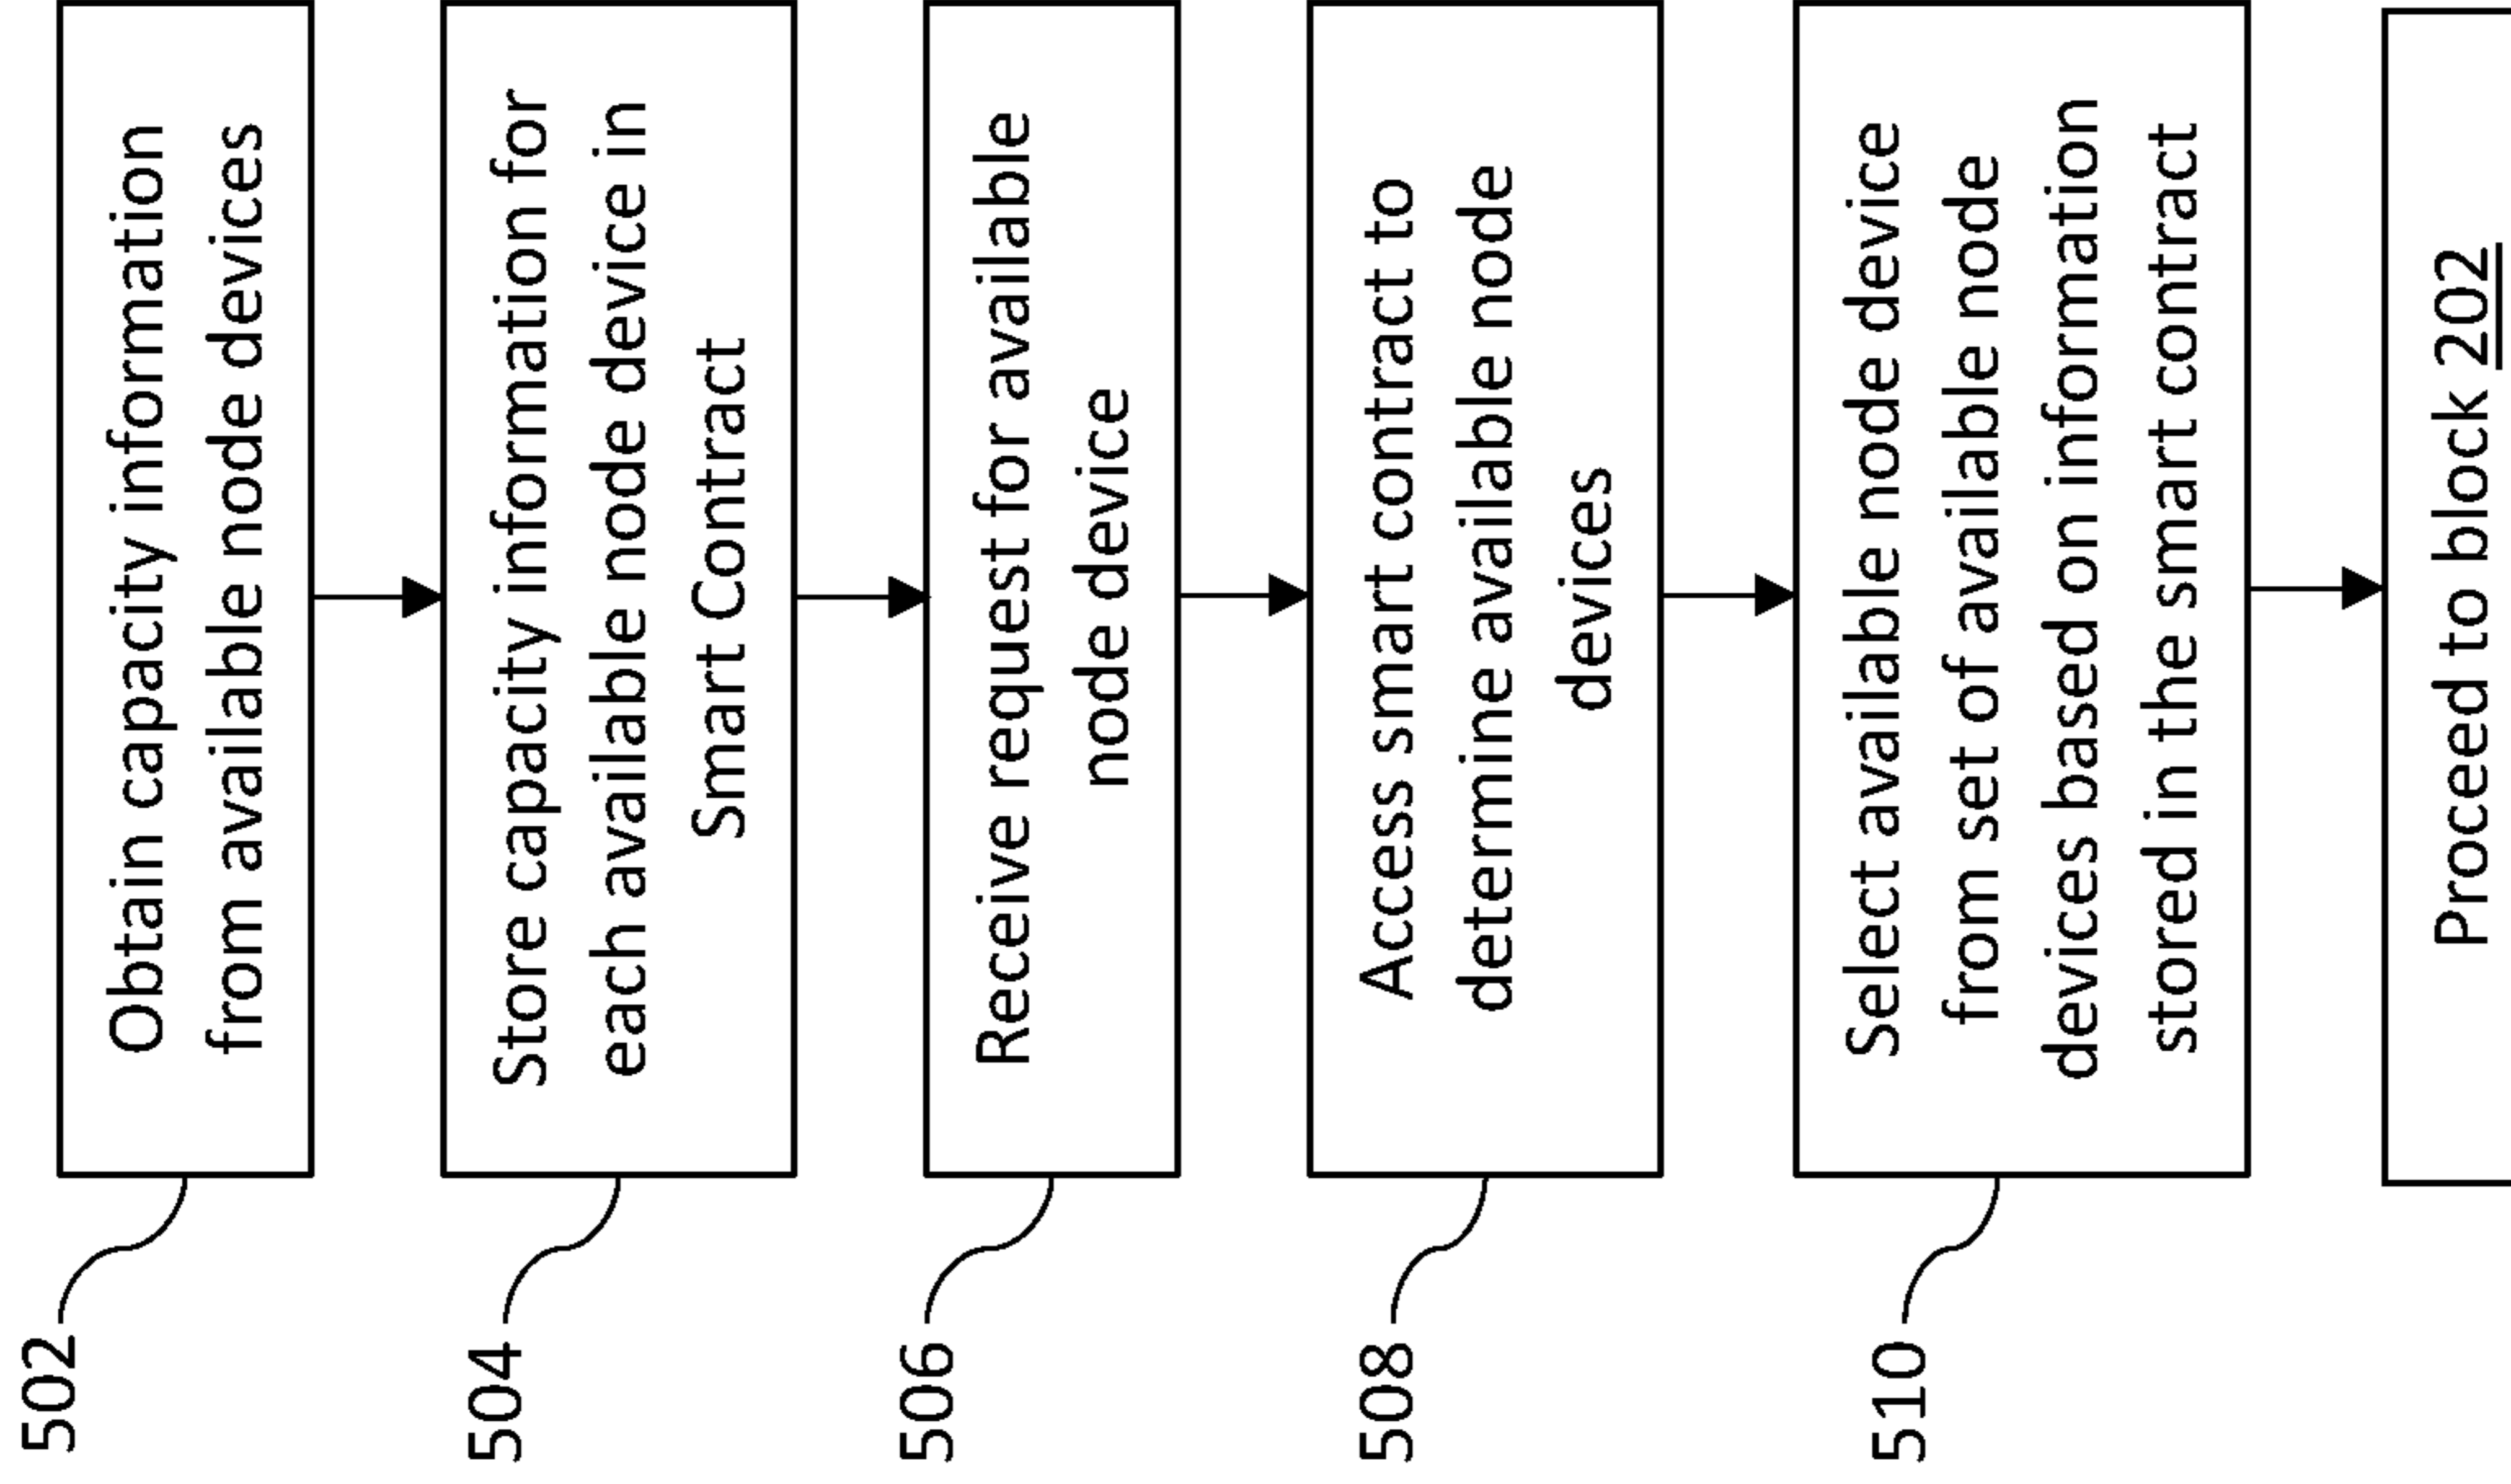 502
Obtain capacity information
from available node devices
504
Store capacity information for
each available node device in
Smart Contract
506
Receive request for available
node device
508
Access smart contract to
determine available node
devices
510
Select available node device
from set of available node
devices based on information
stored in the smart contract
Proceed to block 202